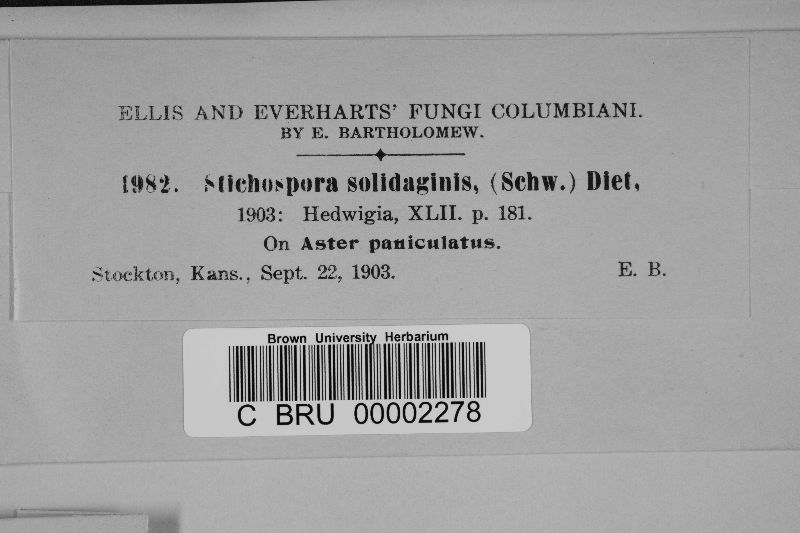 ELLIS AND EVERHARTS' FUNGI COLUMBIANI.
BY E. BARTHOLOMEW.
1982. Stichospora solidaginis, (Schw.) Diet,
1903: Hedwigia, XLII. p. 181.
On Aster paniculatus.
Stockton, Kans., Sept. 22, 1903. E. B.
Brown University Herbarium
C BRU 00002278